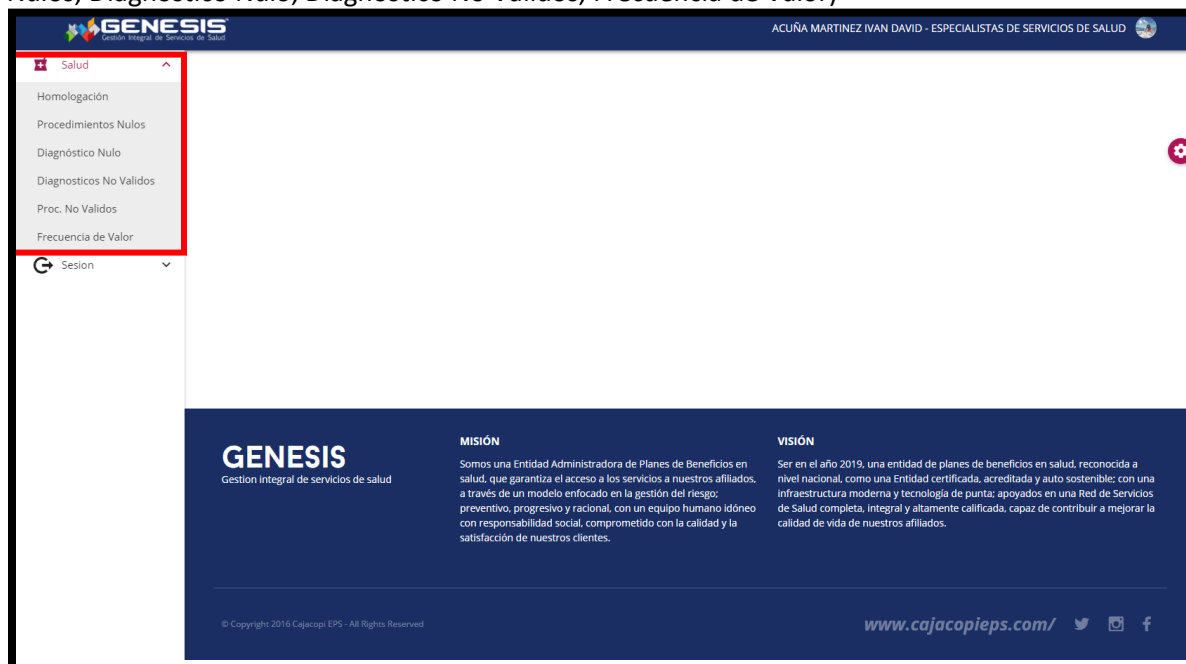 Nulos, Diagnostico Nulo, Diagnostico No Validos, Frecuencia de Valor)
GENESIS
Gestión Integral de Servicios de Salud
ACUÑA MARTINEZ IVAN DAVID - ESPECIALISTAS DE SERVICIOS DE SALUD
Salud
Homologación
Procedimientos Nulos
Diagnóstico Nulo
Diagnosticos No Validos
Proc. No Validos
Frecuencia de Valor
Sesion
GENESIS
Gestion integral de servicios de salud
MISIÓN
Somos una Entidad Administradora de Planes de Beneficios en
salud, que garantiza el acceso a los servicios a nuestros afiliados,
a través de un modelo enfocado en la gestión del riesgo;
preventivo, progresivo y racional, con un equipo humano idóneo
con responsabilidad social, comprometido con la calidad y la
satisfacción de nuestros clientes.
VISIÓN
Ser en el año 2019, una entidad de planes de beneficios en salud, reconocida a
nivel nacional, como una Entidad certificada, acreditada y auto sostenible; con una
infraestructura moderna y tecnología de punta; apoyados en una Red de Servicios
de Salud completa, integral y altamente calificada, capaz de contribuir a mejorar la
calidad de vida de nuestros afiliados.
© Copyright 2016 Cajacopi EPS - All Rights Reserved
www.cajacopieps.com/